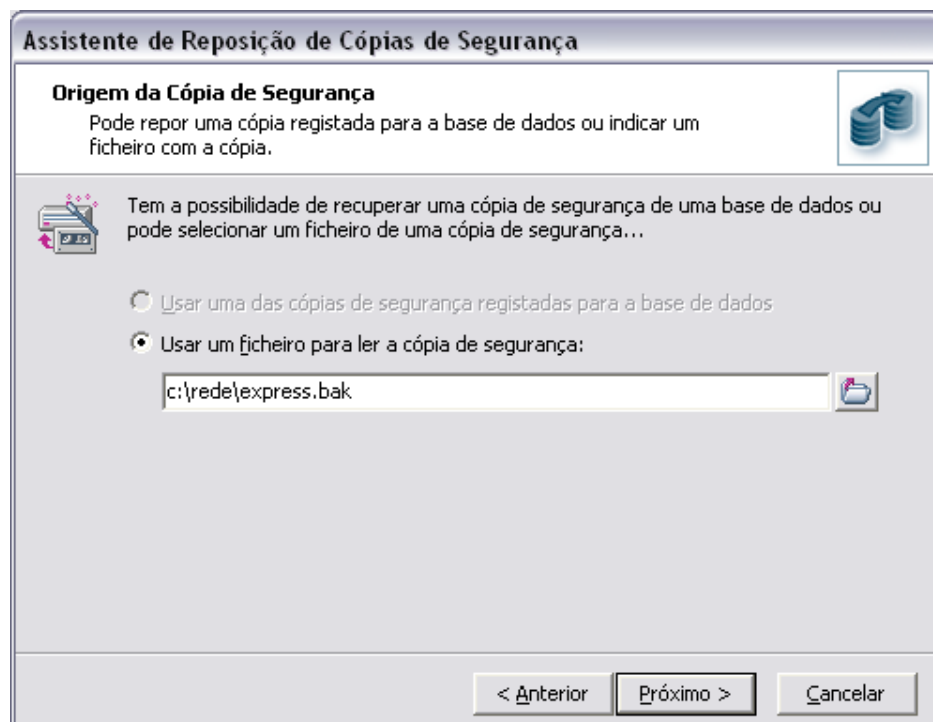 Assistente de Reposição de Cópias de Segurança
Origem da Cópia de Segurança
Pode repor uma cópia registada para a base de dados ou indicar um
ficheiro com a cópia.
Tem a possibilidade de recuperar uma cópia de segurança de uma base de dados ou
pode selecionar um ficheiro de uma cópia de segurança...
Usar uma das cópias de segurança registadas para a base de dados
Usar um ficheiro para ler a cópia de segurança:
c:\rede\express.bak
< Anterior Próximo > Cancelar